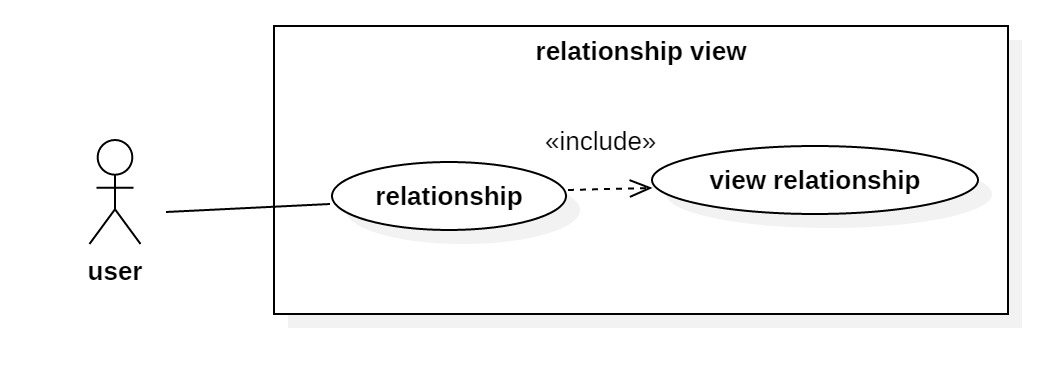 relationship view
«include»
relationship
view relationship
user